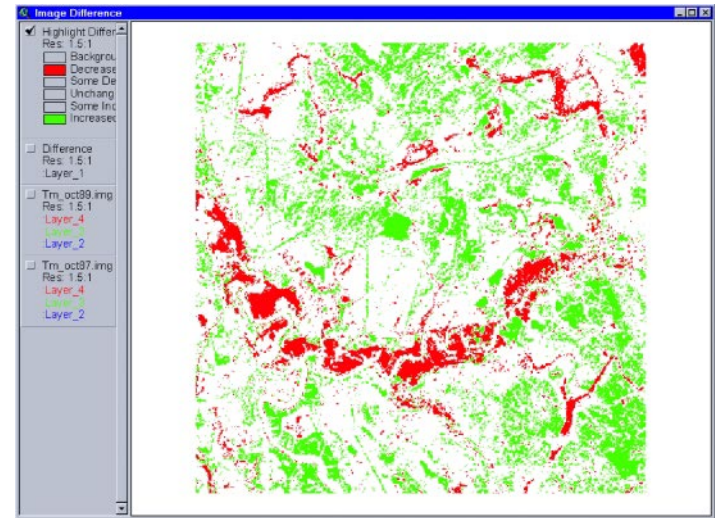 Image Difference
Highlight Differ
Res: 1.5:1
Backgrou
Decrease
Some De
Unchang
Some Inc
Increased
Difference
Res: 1.5:1
:Layer_1
Tm_oct89.img
Res: 1.5:1
:Layer_4
:Layer_3
:Layer_2
Tm_oct87.img
Res: 1.5:1
:Layer_4
:Layer_3
:Layer_2